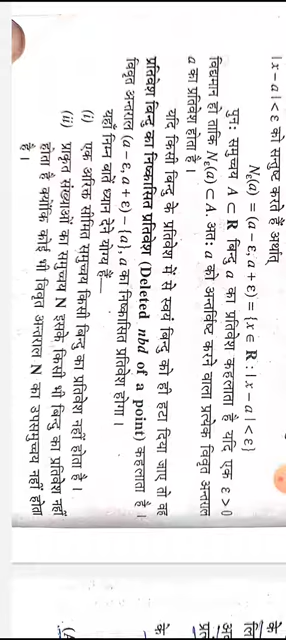 |x – a| < ε को सन्तुष्ट करते हैं अर्थात्
Nε(a) = (a – ε, a + ε) = {x ∈ R : |x – a| < ε}
पुनः समुच्चय A ⊂ R बिन्दु a का प्रतिवेश कहलाता है यदि एक ε > 0
विद्यमान हो ताकि Nε(a) ⊂ A. अतः a को अन्तर्विष्ट करने वाला प्रत्येक विवृत अन्तराल
a का प्रतिवेश होता है।
प्रतिवेश बिन्दु का निष्कासित प्रतिवेश (Deleted nbd of a point) कहलाता है।
यदि किसी बिन्दु के प्रतिवेश में से स्वयं बिन्दु को ही हटा दिया जाए तो वह
विवृत अन्तराल (a – ε, a + ε) – {a}, a का निष्कासित प्रतिवेश होगा।
यहाँ निम्न बातें ध्यान देने योग्य हैं—
(i) एक अरिक्त सीमित समुच्चय किसी बिन्दु का प्रतिवेश नहीं होता है।
(ii) प्राकृत संख्याओं का समुच्चय N इसके किसी भी बिन्दु का प्रतिवेश नहीं
होता है क्योंकि कोई भी विवृत अन्तराल N का उपसमुच्चय नहीं होता
है।
के